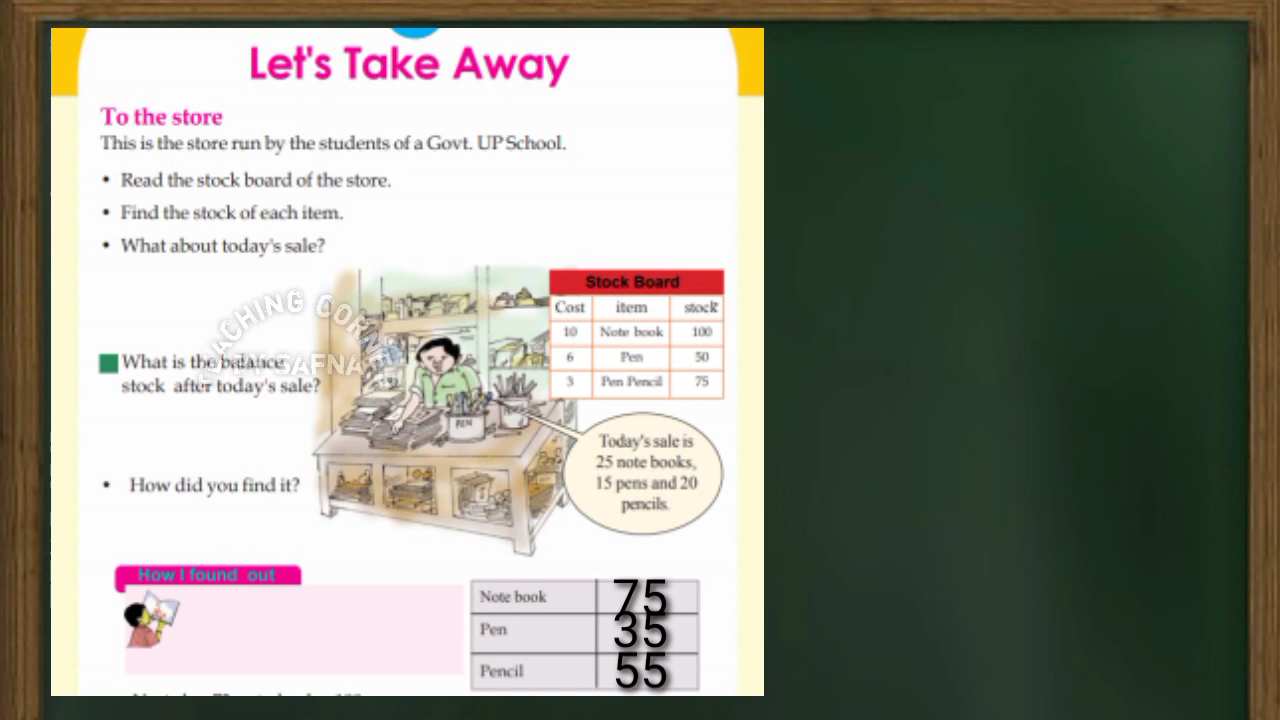 Let's Take Away
To the store
This is the store run by the students of a Govt. UP School.
• Read the stock board of the store.
• Find the stock of each item.
• What about today's sale?
Stock Board
Cost item stock
10 Note book 100
6 Pen 50
3 Pen Pencil 75
TEACHING CORNER
SAFNA
What is the balance
stock after today's sale?
PEN
Today's sale is
25 note books,
15 pens and 20
pencils.
• How did you find it?
How I found out
Note book 75
Pen 35
Pencil 55